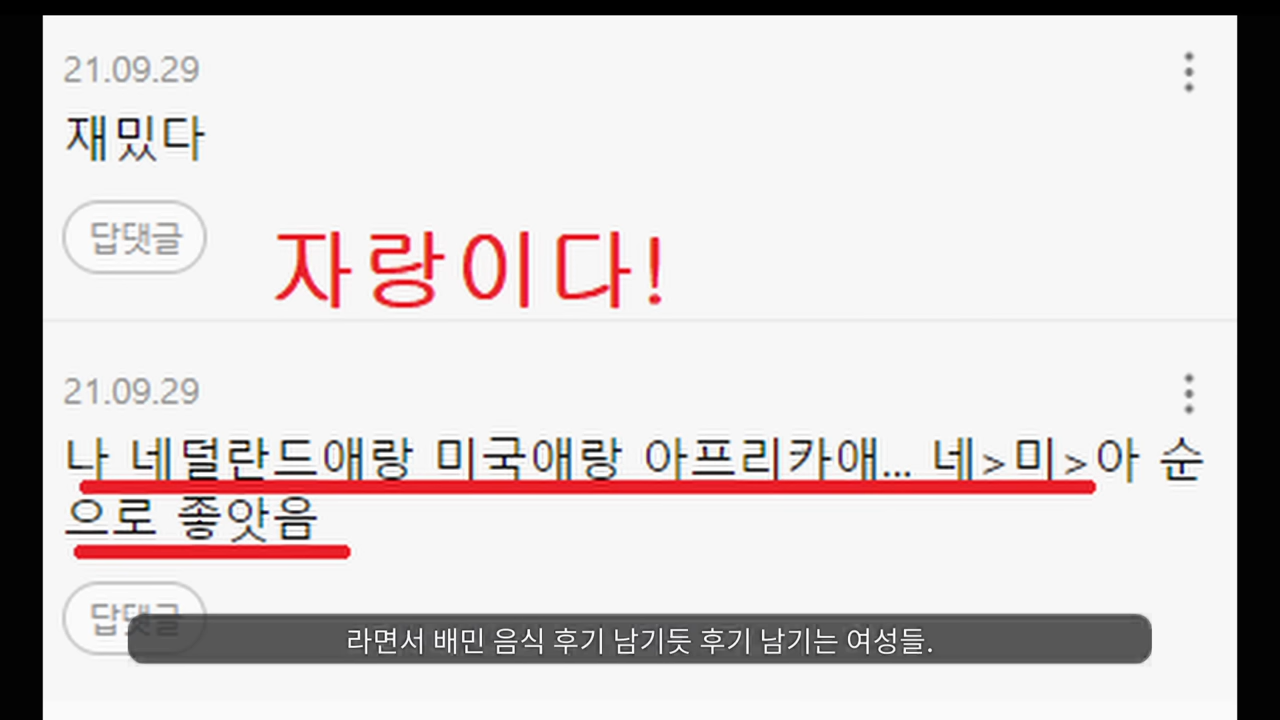 21.09.29
재밌다
답댓글
자랑이다!
21.09.29
나 네덜란드애랑 미국애랑 아프리카애... 네>미>아 순
으로 좋앗음
답댓글
라면서 배민 음식 후기 남기듯 후기 남기는 여성들.